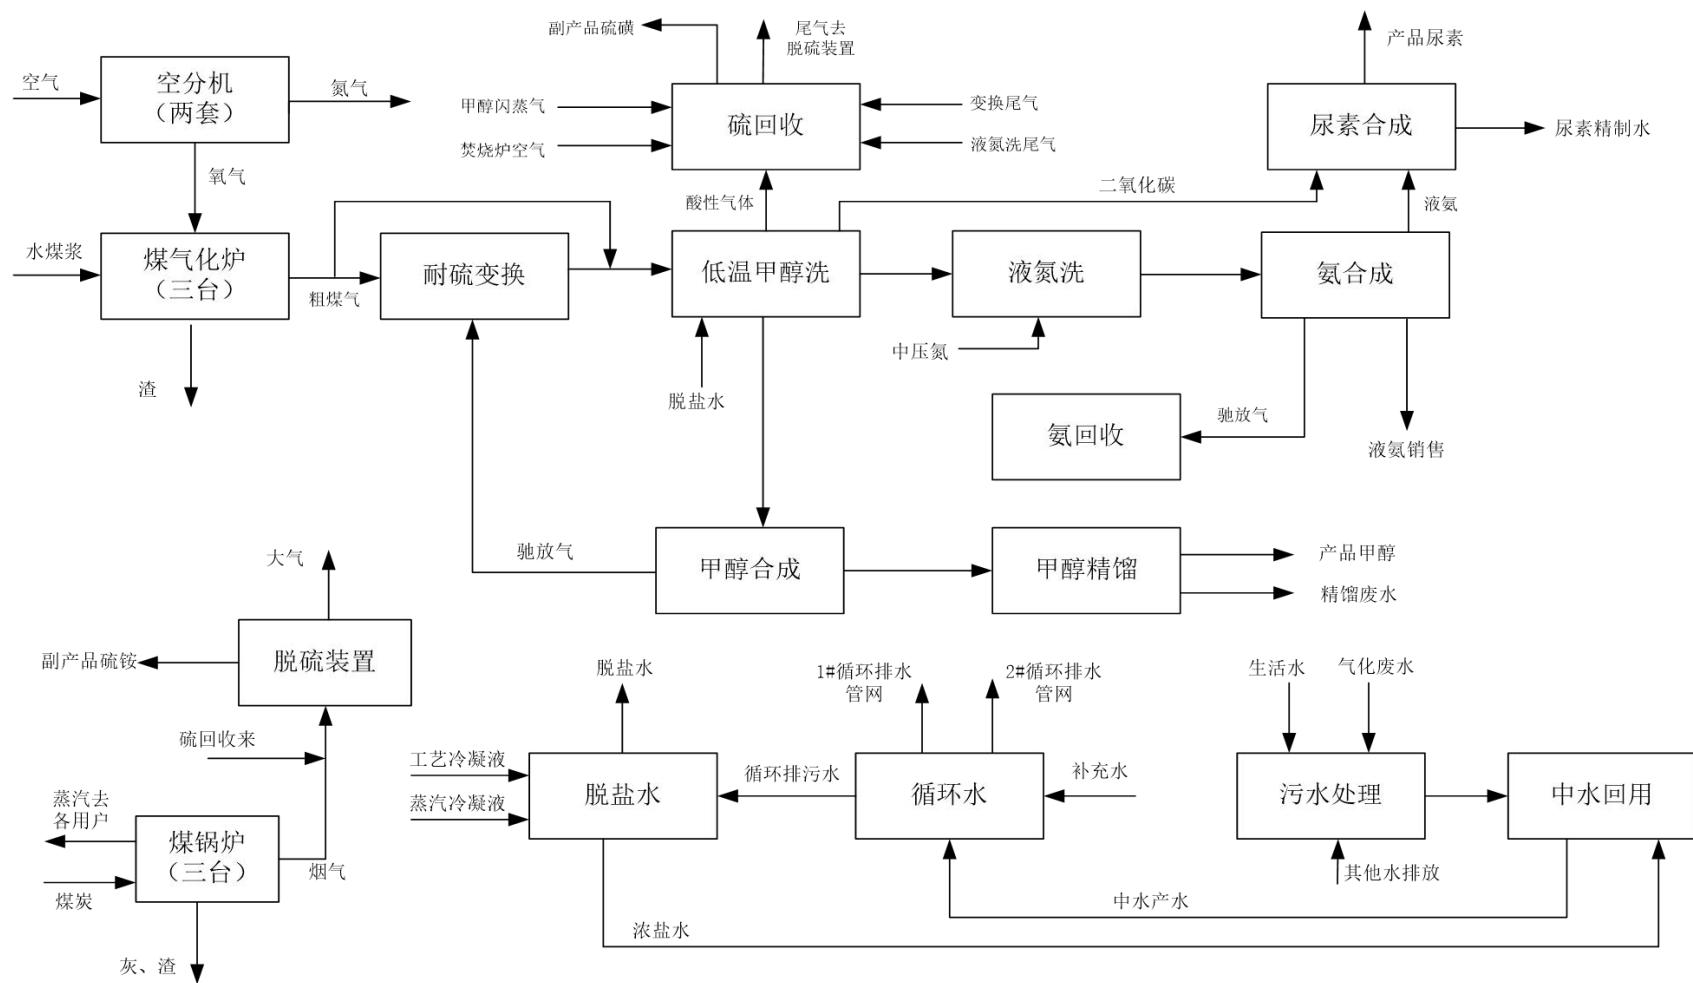 副产品硫磺
尾气去
脱硫装置
产品尿素
空气
空分机
（两套）
氮气
甲醇闪蒸气
焚烧炉空气
硫回收
变换尾气
液氮洗尾气
尿素合成
尿素精制水
氧气
酸性气体
二氧化碳
液氨
水煤浆
煤气化炉
（三台）
粗煤气
耐硫变换
低温甲醇洗
液氮洗
氨合成
中压氮
渣
脱盐水
氨回收
驰放气
液氨销售
大气
驰放气
甲醇合成
甲醇精馏
产品甲醇
精馏废水
副产品硫铵
脱硫装置
脱盐水
1#循环排水
管网
2#循环排水
管网
生活水
气化废水
硫回收来
工艺冷凝液
蒸汽冷凝液
脱盐水
循环排污水
循环水
补充水
污水处理
中水回用
蒸汽去
各用户
煤锅炉
（三台）
烟气
煤炭
其他水排放
中水产水
浓盐水
灰、渣